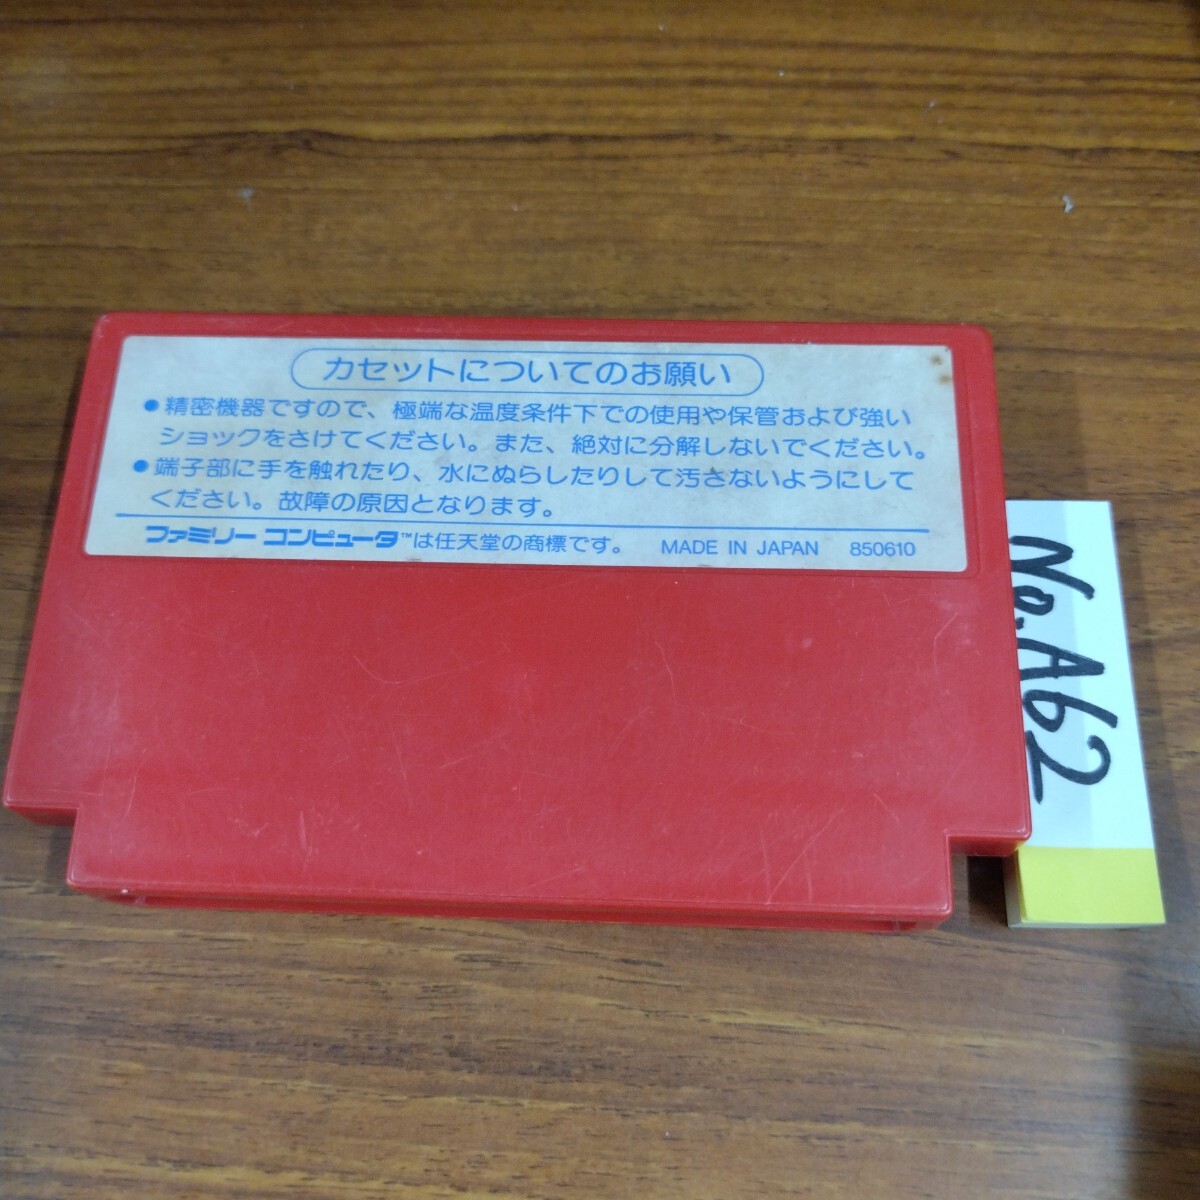 カセットについてのお願い
●精密機器ですので、極端な温度条件下での使用や保管および強い
ショックをさけてください。また、絶対に分解しないでください。
●端子部に手を触れたり、水にぬらしたりして汚さないようにして
ください。故障の原因となります。
ファミリーコンピュータ™は任天堂の商標です。 MADE IN JAPAN 850610
No.A62